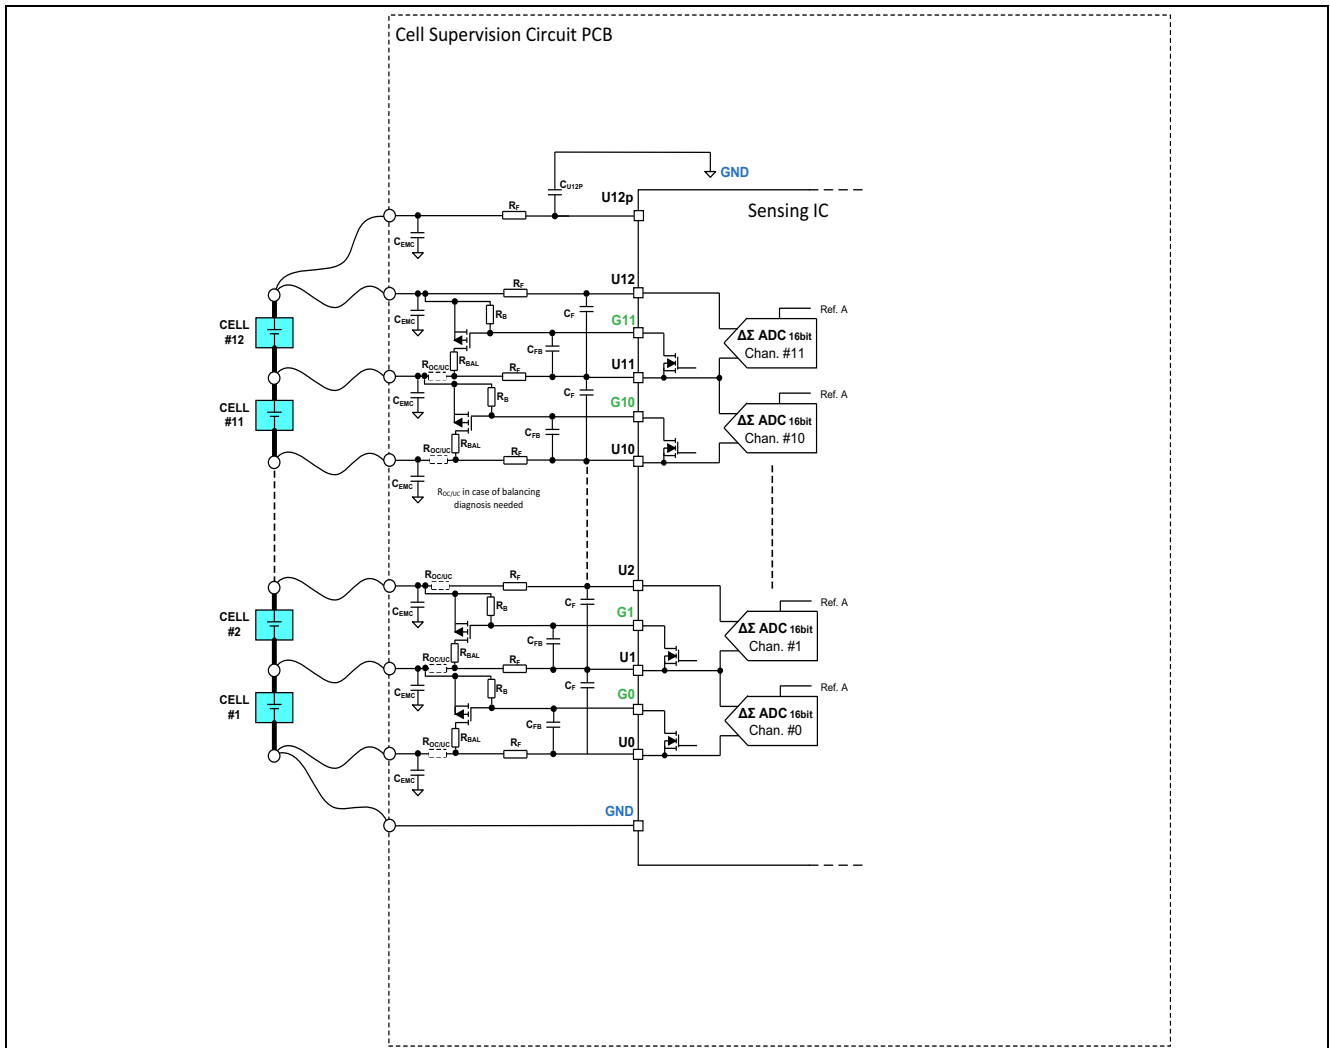 Cell Supervision Circuit PCB
GND
CU12P
U12p
Sensing IC
RF
CEMC
U12
RF
Ref. A
CELL
#12
CEMC
RB
CF
G11
ΔΣ ADC 16bit
Chan. #11
CFB
ROC/UC
RBAL
RF
U11
CELL
#11
CEMC
RB
CF
G10
Ref. A
ΔΣ ADC 16bit
Chan. #10
CFB
ROC/UC
RBAL
RF
U10
CEMC
ROC/UC in case of balancing
diagnosis needed
ROC/UC
RF
U2
CELL
#2
CEMC
RB
CF
G1
Ref. A
ΔΣ ADC 16bit
Chan. #1
CFB
ROC/UC
RBAL
RF
U1
CELL
#1
CEMC
RB
CF
G0
Ref. A
ΔΣ ADC 16bit
Chan. #0
CFB
ROC/UC
RBAL
RF
U0
CEMC
GND